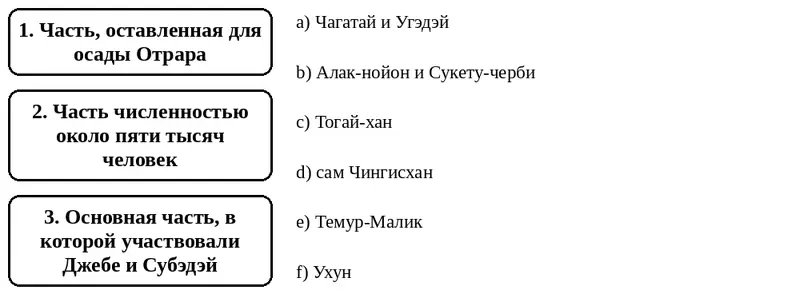 1. Часть, оставленная для
осады Отрара
2. Часть численностью
около пяти тысяч
человек
3. Основная часть, в
которой участвовали
Джебе и Субэдэй
a) Чагатай и Угэдэй
b) Алак-нойон и Сукету-черби
c) Тогай-хан
d) сам Чингисхан
e) Темур-Малик
f) Ухун